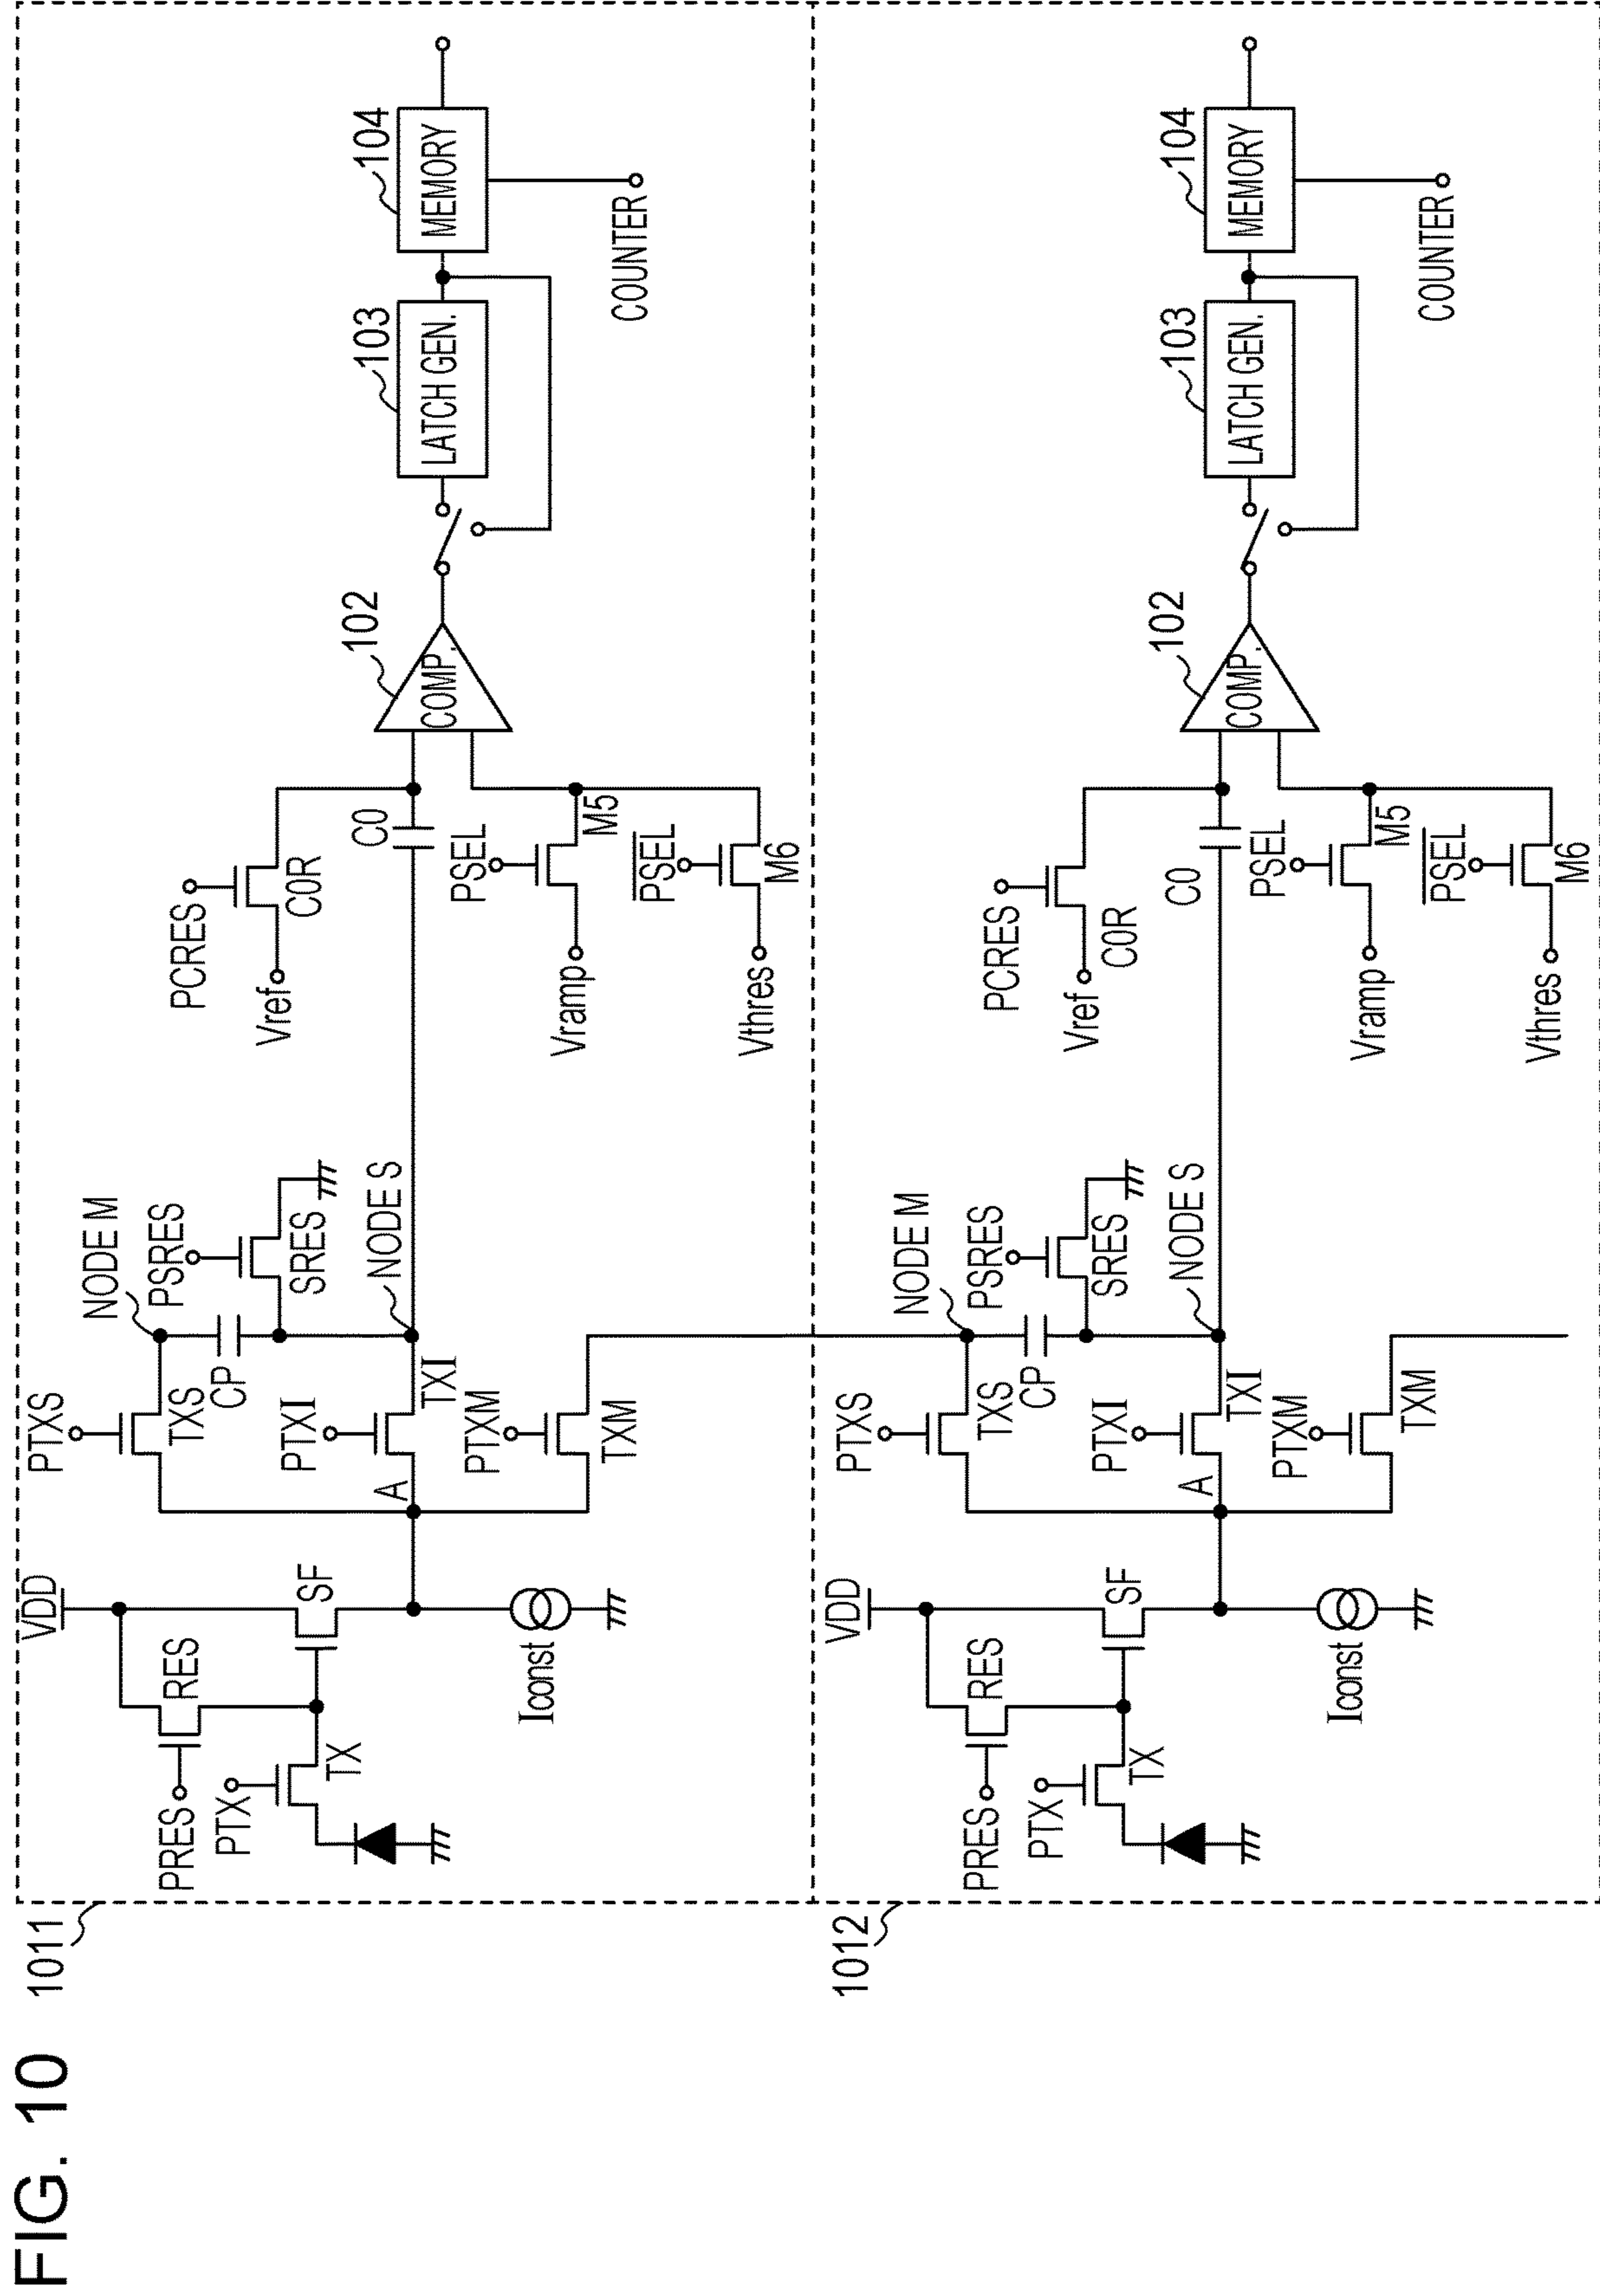 FIG. 10
1011
VDD
PRES
RES
PTX
TX
SF
Iconst
A
PTXS
TXS
NODE M
PSRES
SRES
CP
PTXI
TXI
NODE S
PTXM
TXM
PCRES
C0R
Vref
C0
PSEL
M5
Vramp
PSEL
M6
Vthres
102
COMP.
103
LATCH GEN.
104
MEMORY
COUNTER
1012
VDD
PRES
RES
PTX
TX
SF
Iconst
A
PTXS
TXS
NODE M
PSRES
SRES
CP
PTXI
TXI
NODE S
PTXM
TXM
PCRES
C0R
Vref
C0
PSEL
M5
Vramp
PSEL
M6
Vthres
102
COMP.
103
LATCH GEN.
104
MEMORY
COUNTER